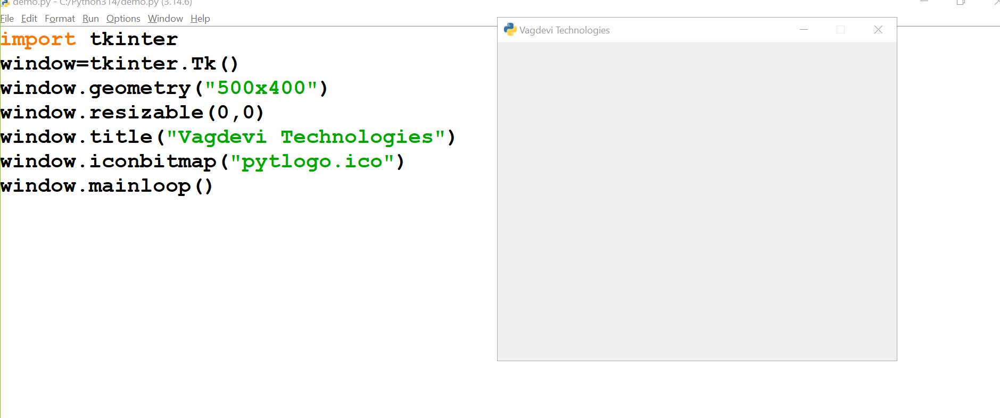 demo.py - C:/Python314/demo.py (3.14.6)
File Edit Format Run Options Window Help
import tkinter
window=tkinter.Tk()
window.geometry("500x400")
window.resizable(0,0)
window.title("Vagdevi Technologies")
window.iconbitmap("pytlogo.ico")
window.mainloop()
Vagdevi Technologies